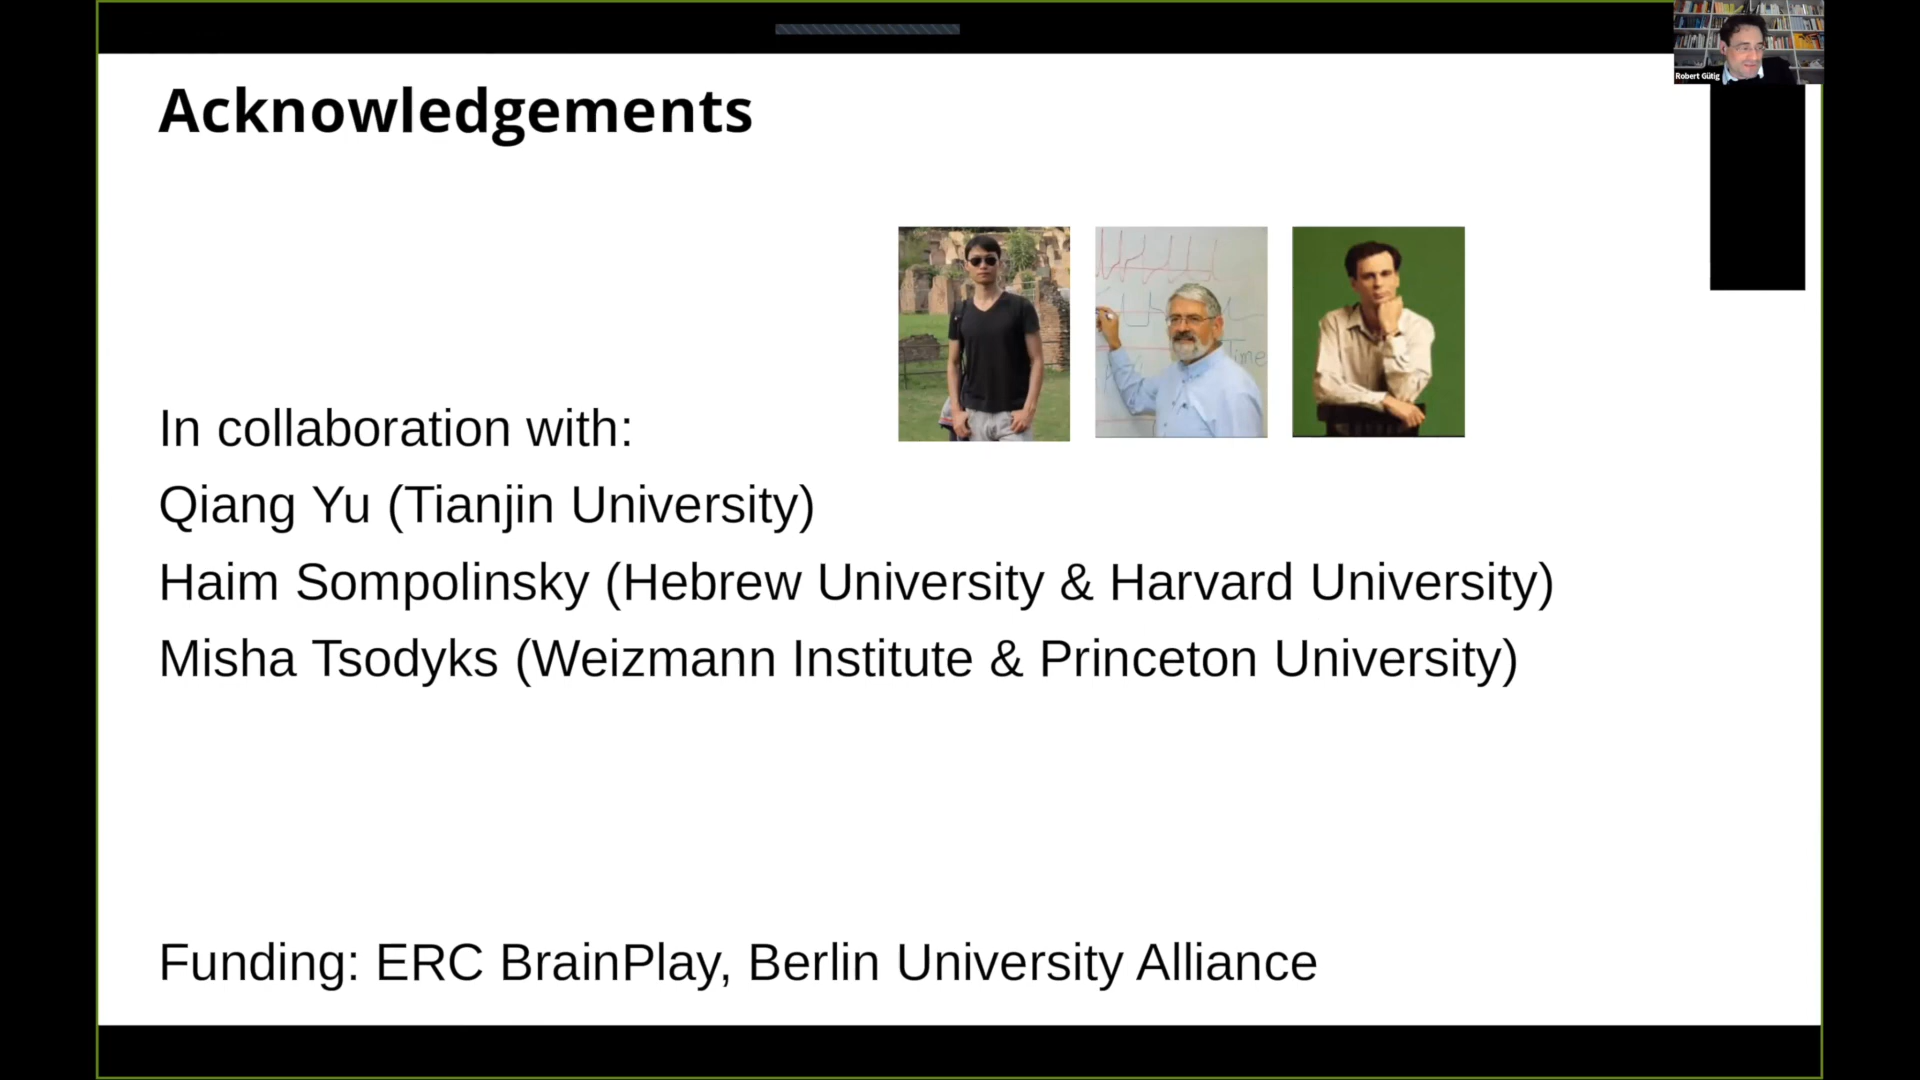 Robert Gütig
Acknowledgements
Time
In collaboration with:
Qiang Yu (Tianjin University)
Haim Sompolinsky (Hebrew University & Harvard University)
Misha Tsodyks (Weizmann Institute & Princeton University)
Funding: ERC BrainPlay, Berlin University Alliance